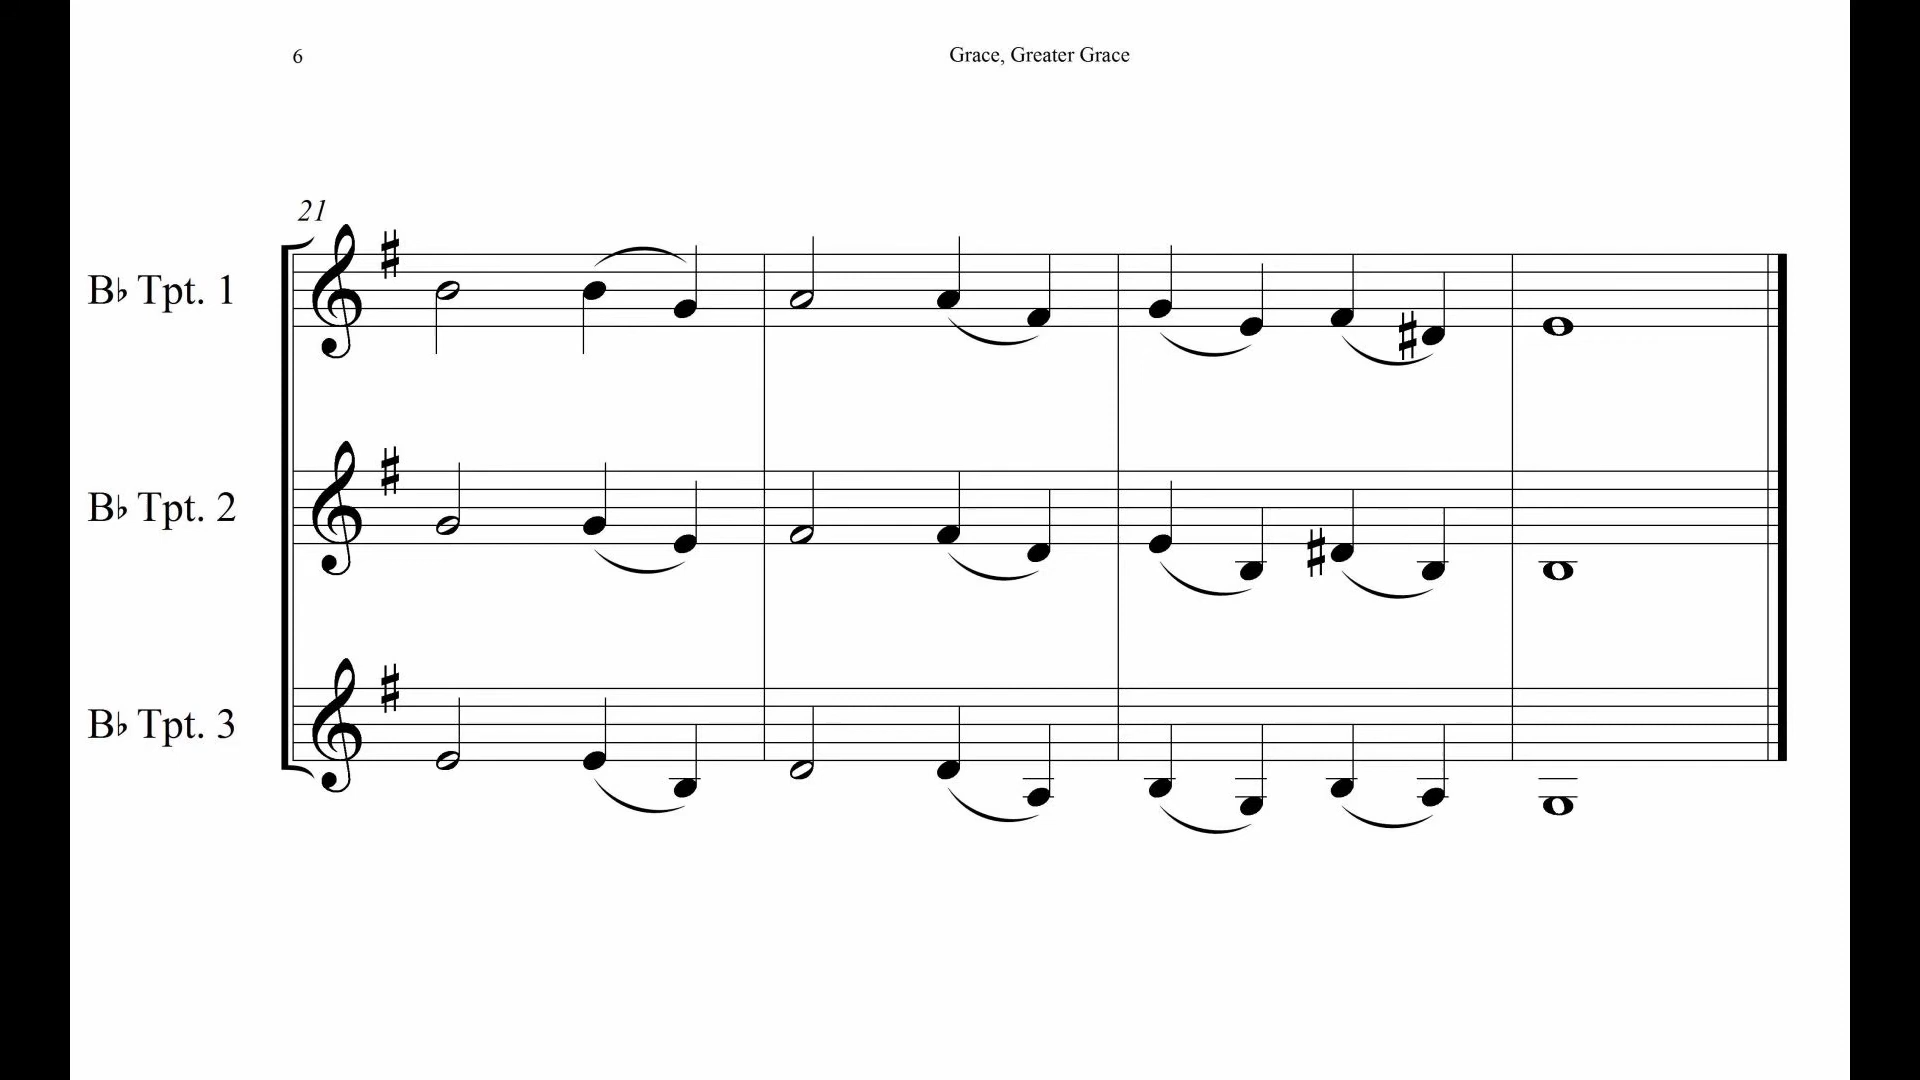 6
Grace, Greater Grace
21
B♭ Tpt. 1
B♭ Tpt. 2
B♭ Tpt. 3